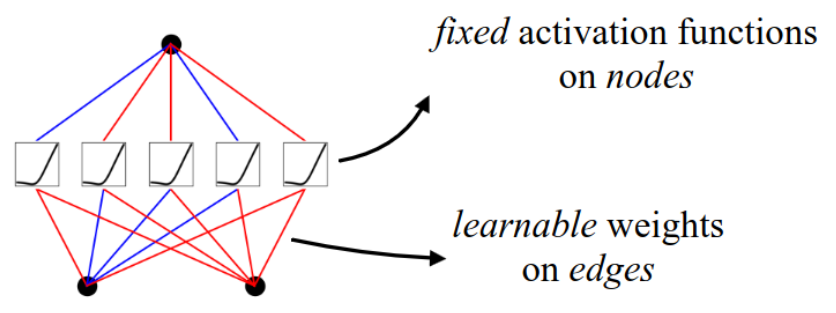 fixed activation functions
on nodes
learnable weights
on edges